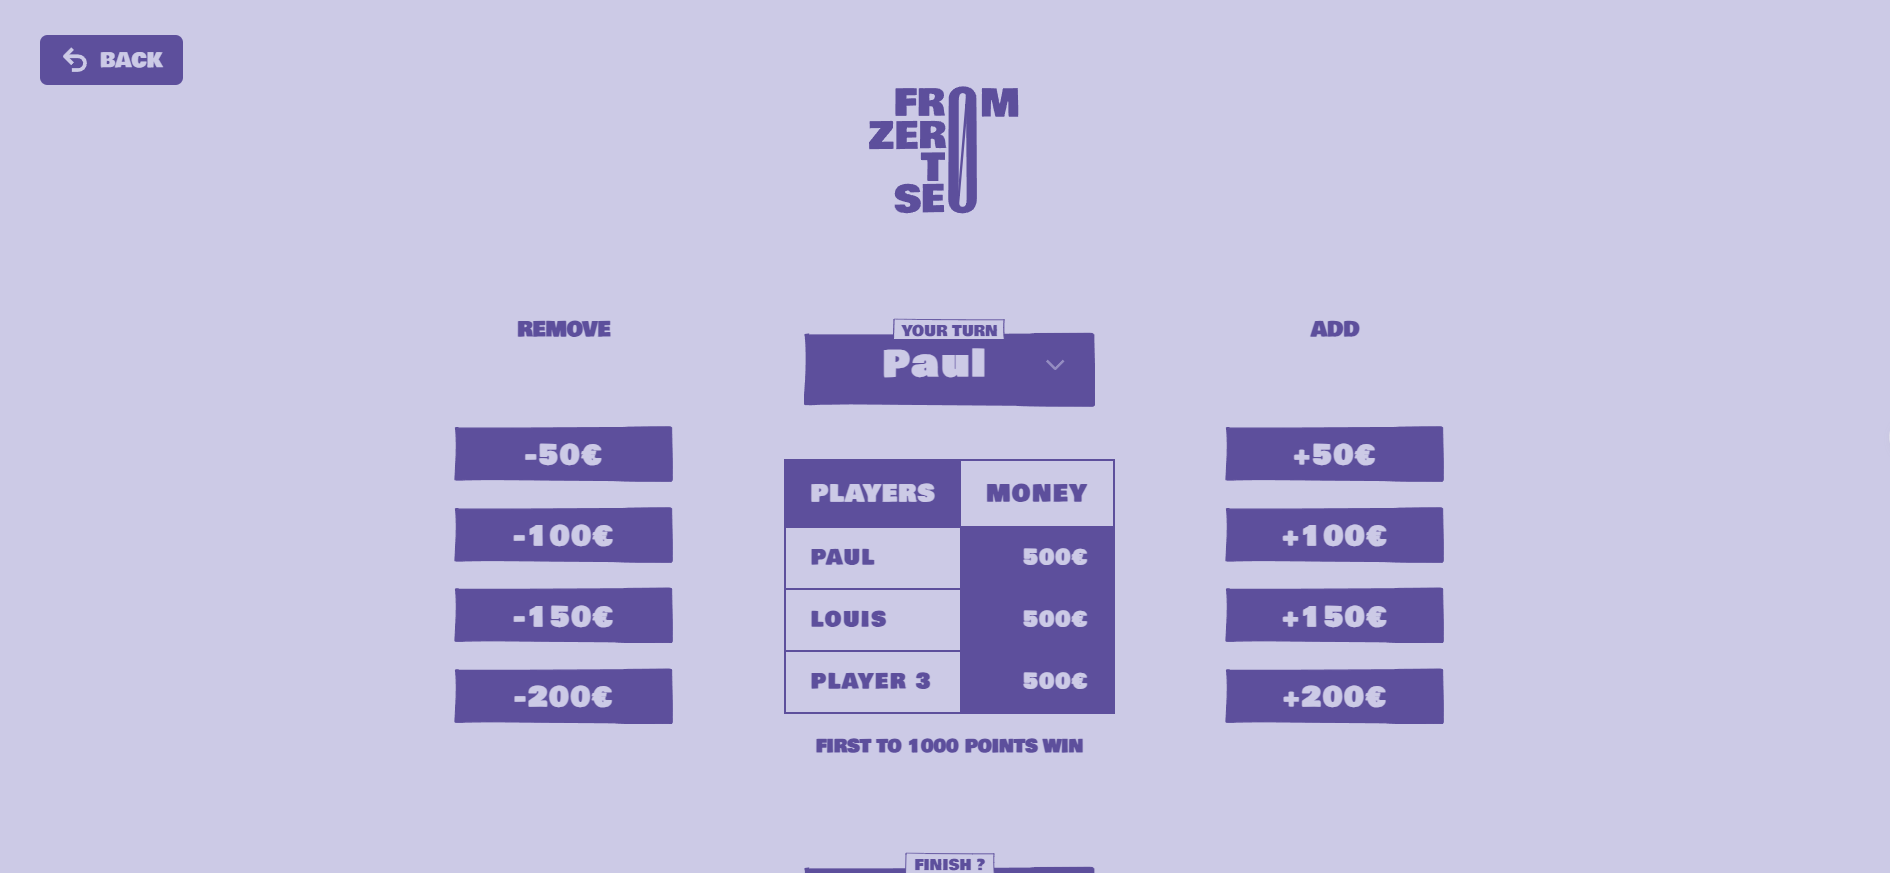 BACK
FROM
ZERO
TO
SEO
REMOVE
-50€
-100€
-150€
-200€
YOUR TURN
Paul
PLAYERS MONEY
PAUL 500€
LOUIS 500€
PLAYER 3 500€
FIRST TO 1000 POINTS WIN
ADD
+50€
+100€
+150€
+200€
FINISH ?